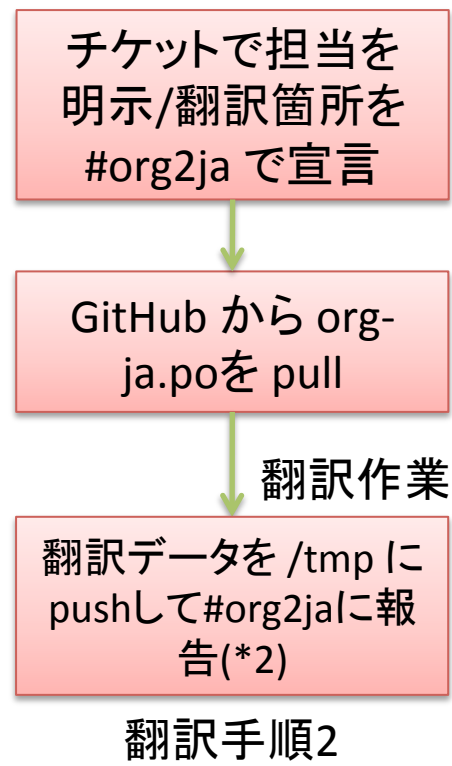 チケットで担当を
明示/翻訳箇所を
#org2ja で宣言
GitHub から org-
ja.poを pull
翻訳作業
翻訳データを /tmp に
pushして#org2jaに報
告(*2)
翻訳手順2